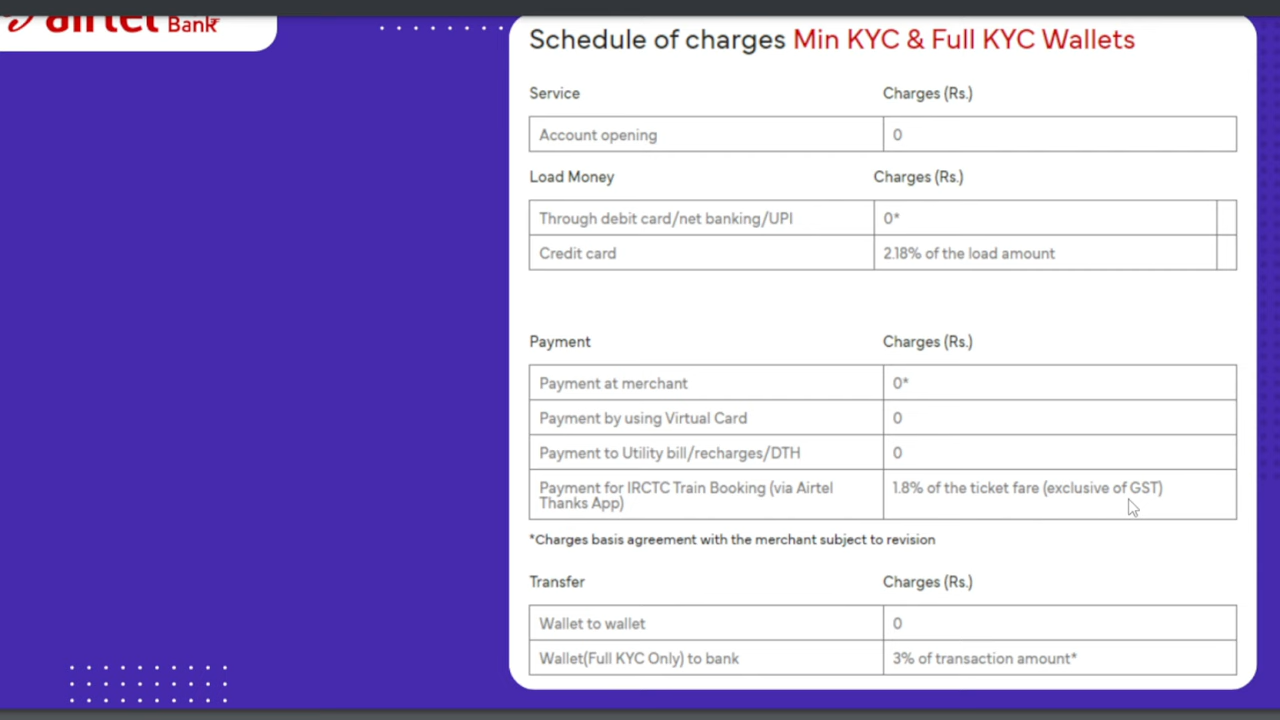 airtel Bank
Schedule of charges Min KYC & Full KYC Wallets
Service Charges (Rs.)
Account opening 0
Load Money Charges (Rs.)
Through debit card/net banking/UPI 0*
Credit card 2.18% of the load amount
Payment Charges (Rs.)
Payment at merchant 0*
Payment by using Virtual Card 0
Payment to Utility bill/recharges/DTH 0
Payment for IRCTC Train Booking (via Airtel 1.8% of the ticket fare (exclusive of GST)
Thanks App)
*Charges basis agreement with the merchant subject to revision
Transfer Charges (Rs.)
Wallet to wallet 0
Wallet(Full KYC Only) to bank 3% of transaction amount*